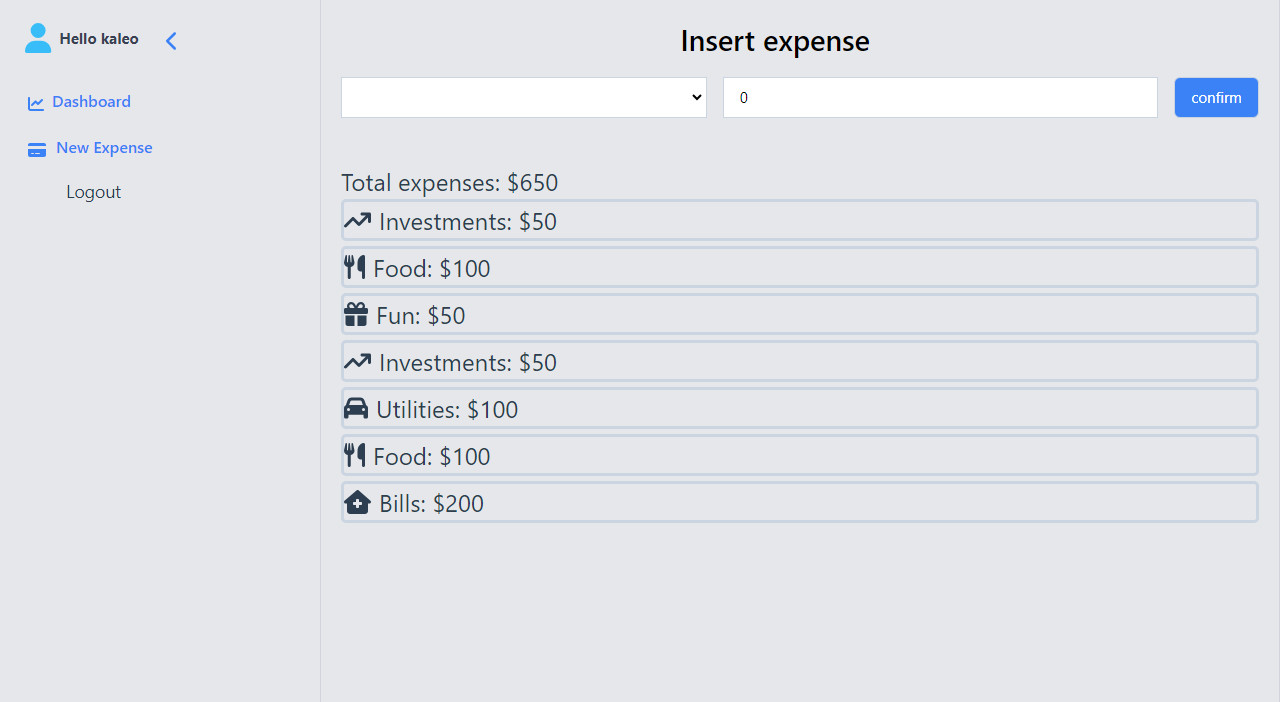 Hello kaleo
Dashboard
New Expense
Logout
Insert expense
0
confirm
Total expenses: $650
Investments: $50
Food: $100
Fun: $50
Investments: $50
Utilities: $100
Food: $100
Bills: $200